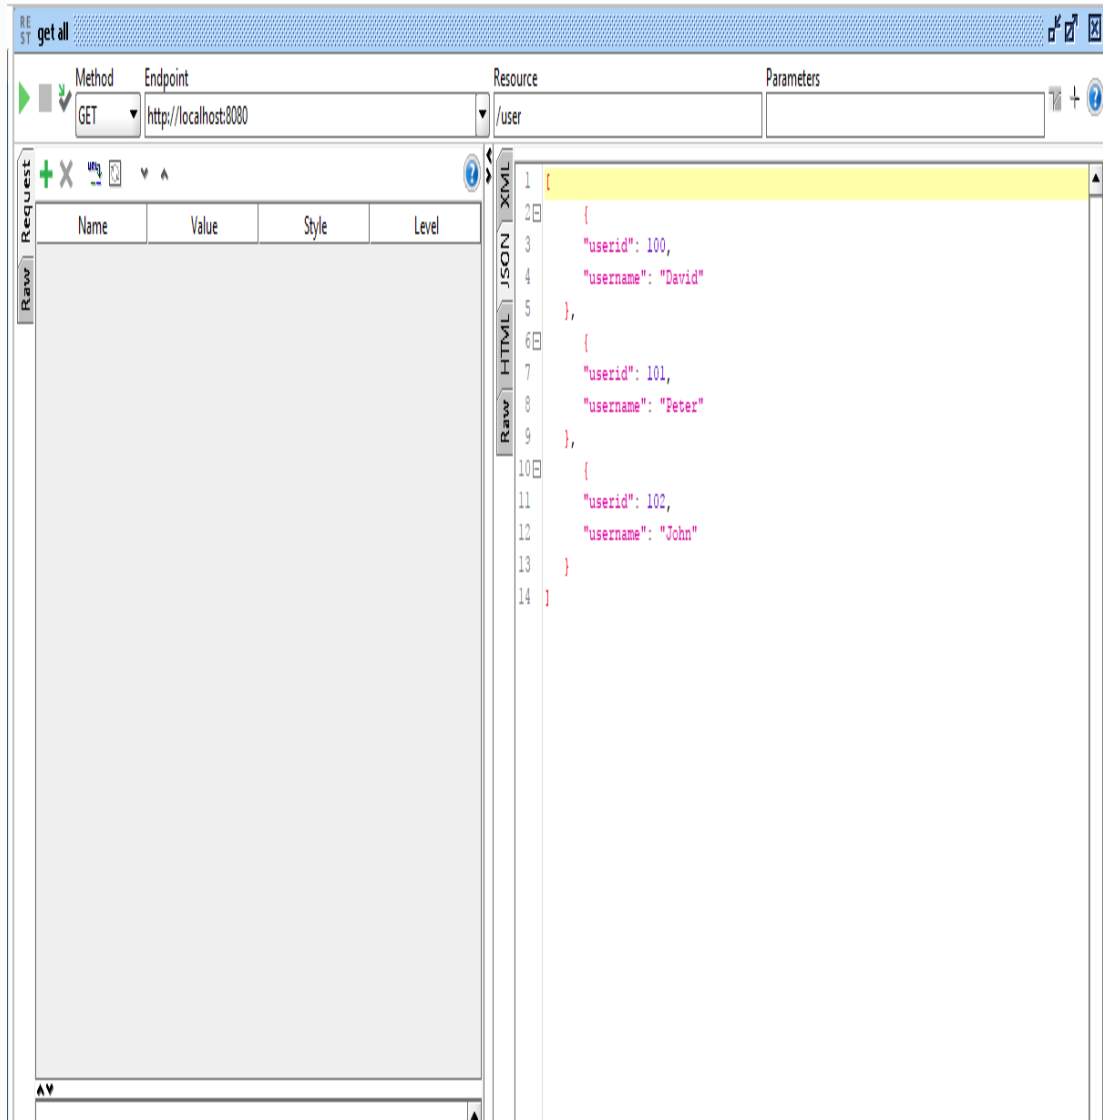 REST get all
Method Endpoint Resource Parameters
GET http://localhost:8080 /user
Request
Raw
Name Value Style Level
XML
JSON
HTML
Raw
1 [
2 {
3 "userid": 100,
4 "username": "David"
5 },
6 {
7 "userid": 101,
8 "username": "Peter"
9 },
10 {
11 "userid": 102,
12 "username": "John"
13 }
14 ]